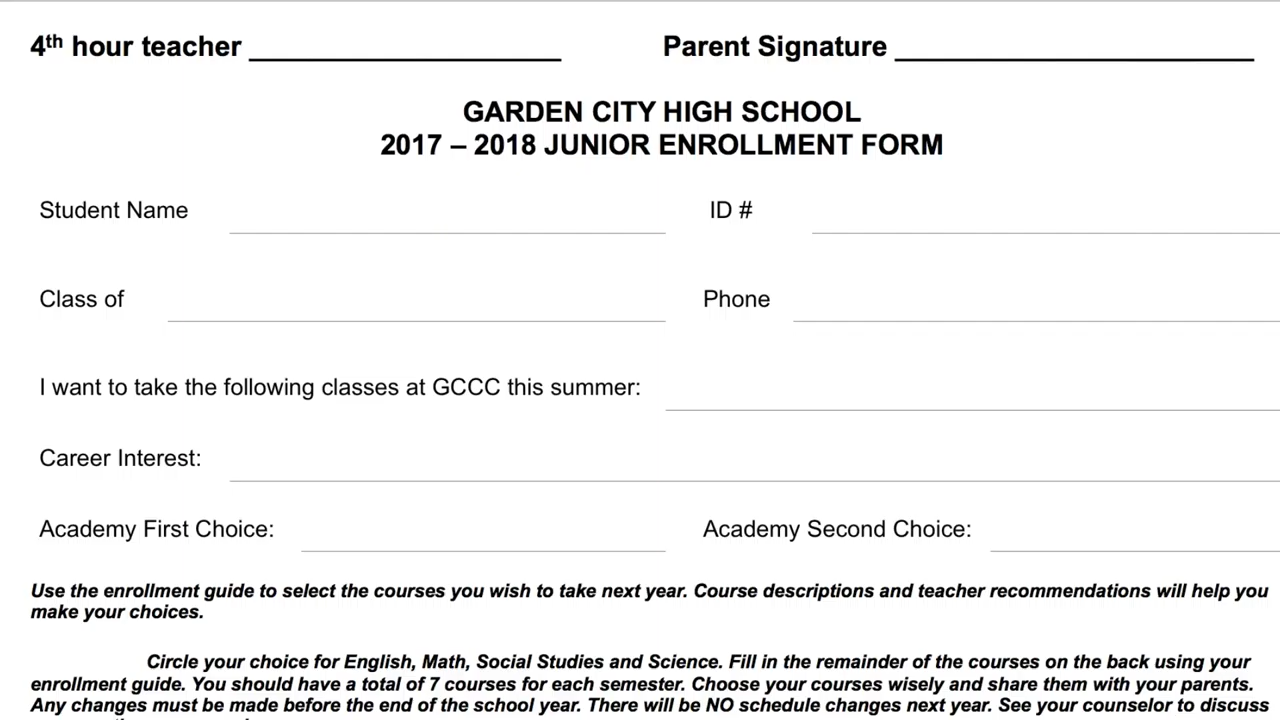 4th hour teacher ____________________ Parent Signature _______________________
GARDEN CITY HIGH SCHOOL
2017 – 2018 JUNIOR ENROLLMENT FORM
Student Name ID #
Class of Phone
I want to take the following classes at GCCC this summer:
Career Interest:
Academy First Choice: Academy Second Choice:
Use the enrollment guide to select the courses you wish to take next year. Course descriptions and teacher recommendations will help you
make your choices.
Circle your choice for English, Math, Social Studies and Science. Fill in the remainder of the courses on the back using your
enrollment guide. You should have a total of 7 courses for each semester. Choose your courses wisely and share them with your parents.
Any changes must be made before the end of the school year. There will be NO schedule changes next year. See your counselor to discuss